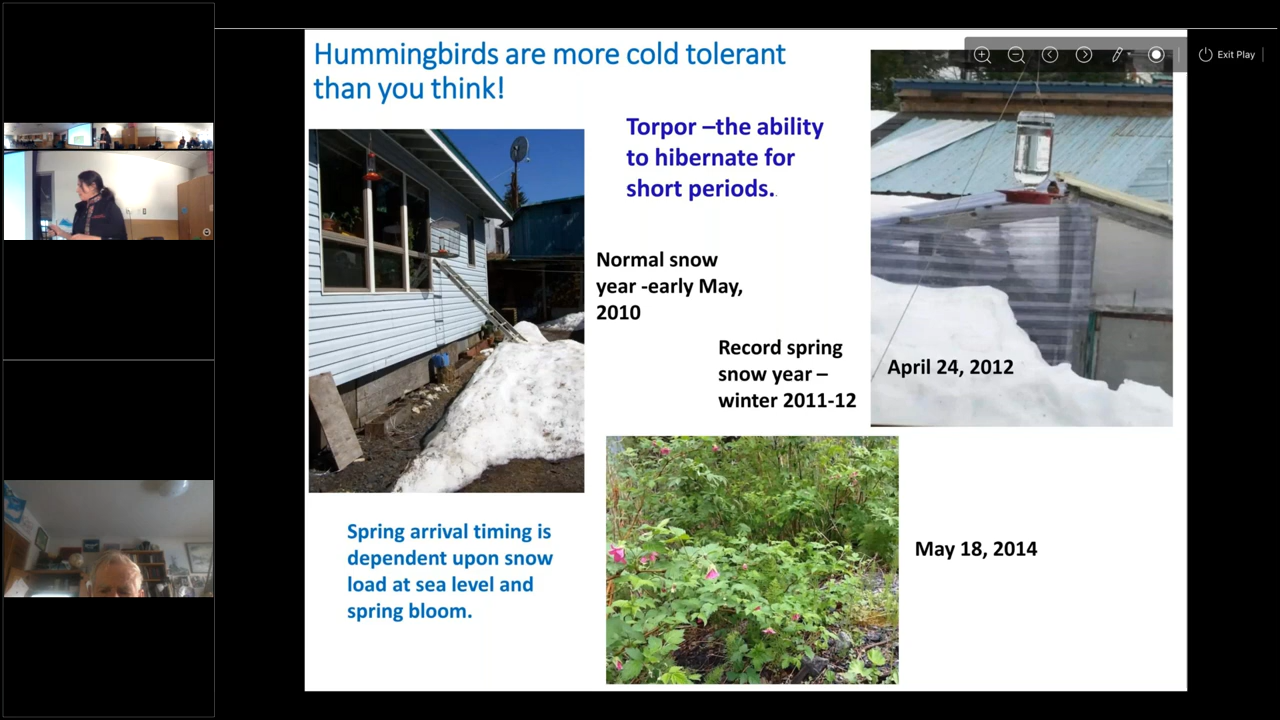 Hummingbirds are more cold tolerant
than you think!
Exit Play
Torpor –the ability
to hibernate for
short periods.
Normal snow
year -early May,
2010
Record spring
snow year –
winter 2011-12
April 24, 2012
Spring arrival timing is
dependent upon snow
load at sea level and
spring bloom.
May 18, 2014